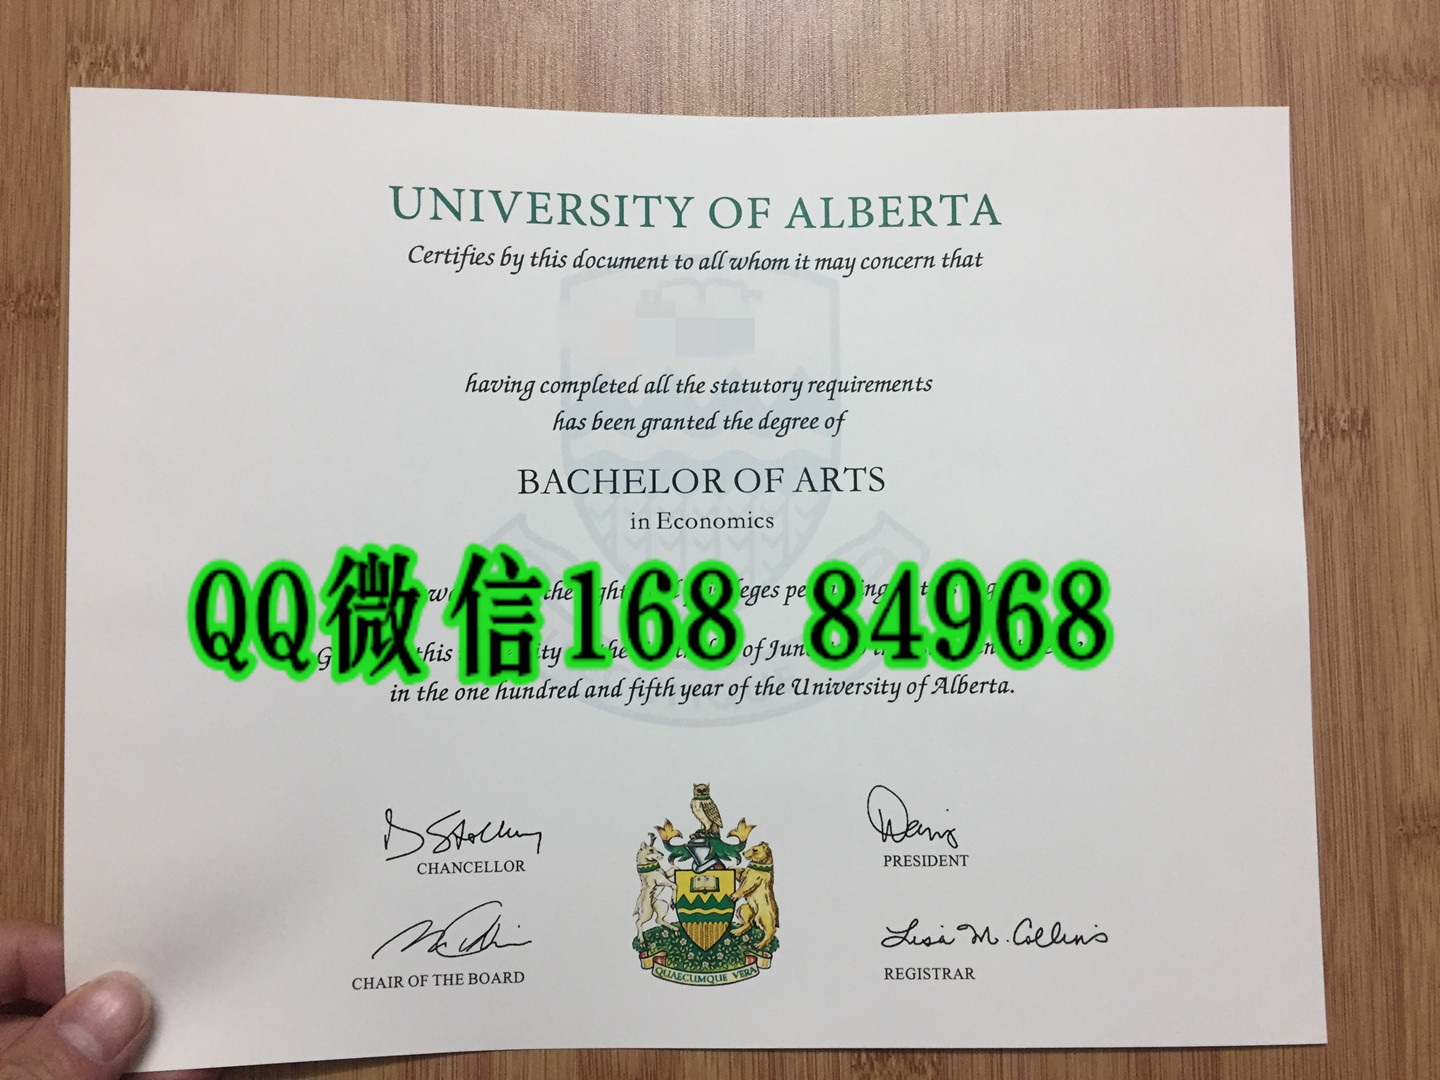 UNIVERSITY OF ALBERTA
Certifies by this document to all whom it may concern that
having completed all the statutory requirements
has been granted the degree of
BACHELOR OF ARTS
in Economics
QQ微信168 84968
this of
in the one hundred and fifth year of the University of Alberta.
CHANCELLOR
PRESIDENT
Lisa M. Collins
CHAIR OF THE BOARD
REGISTRAR
QUAECUMQUE VERA